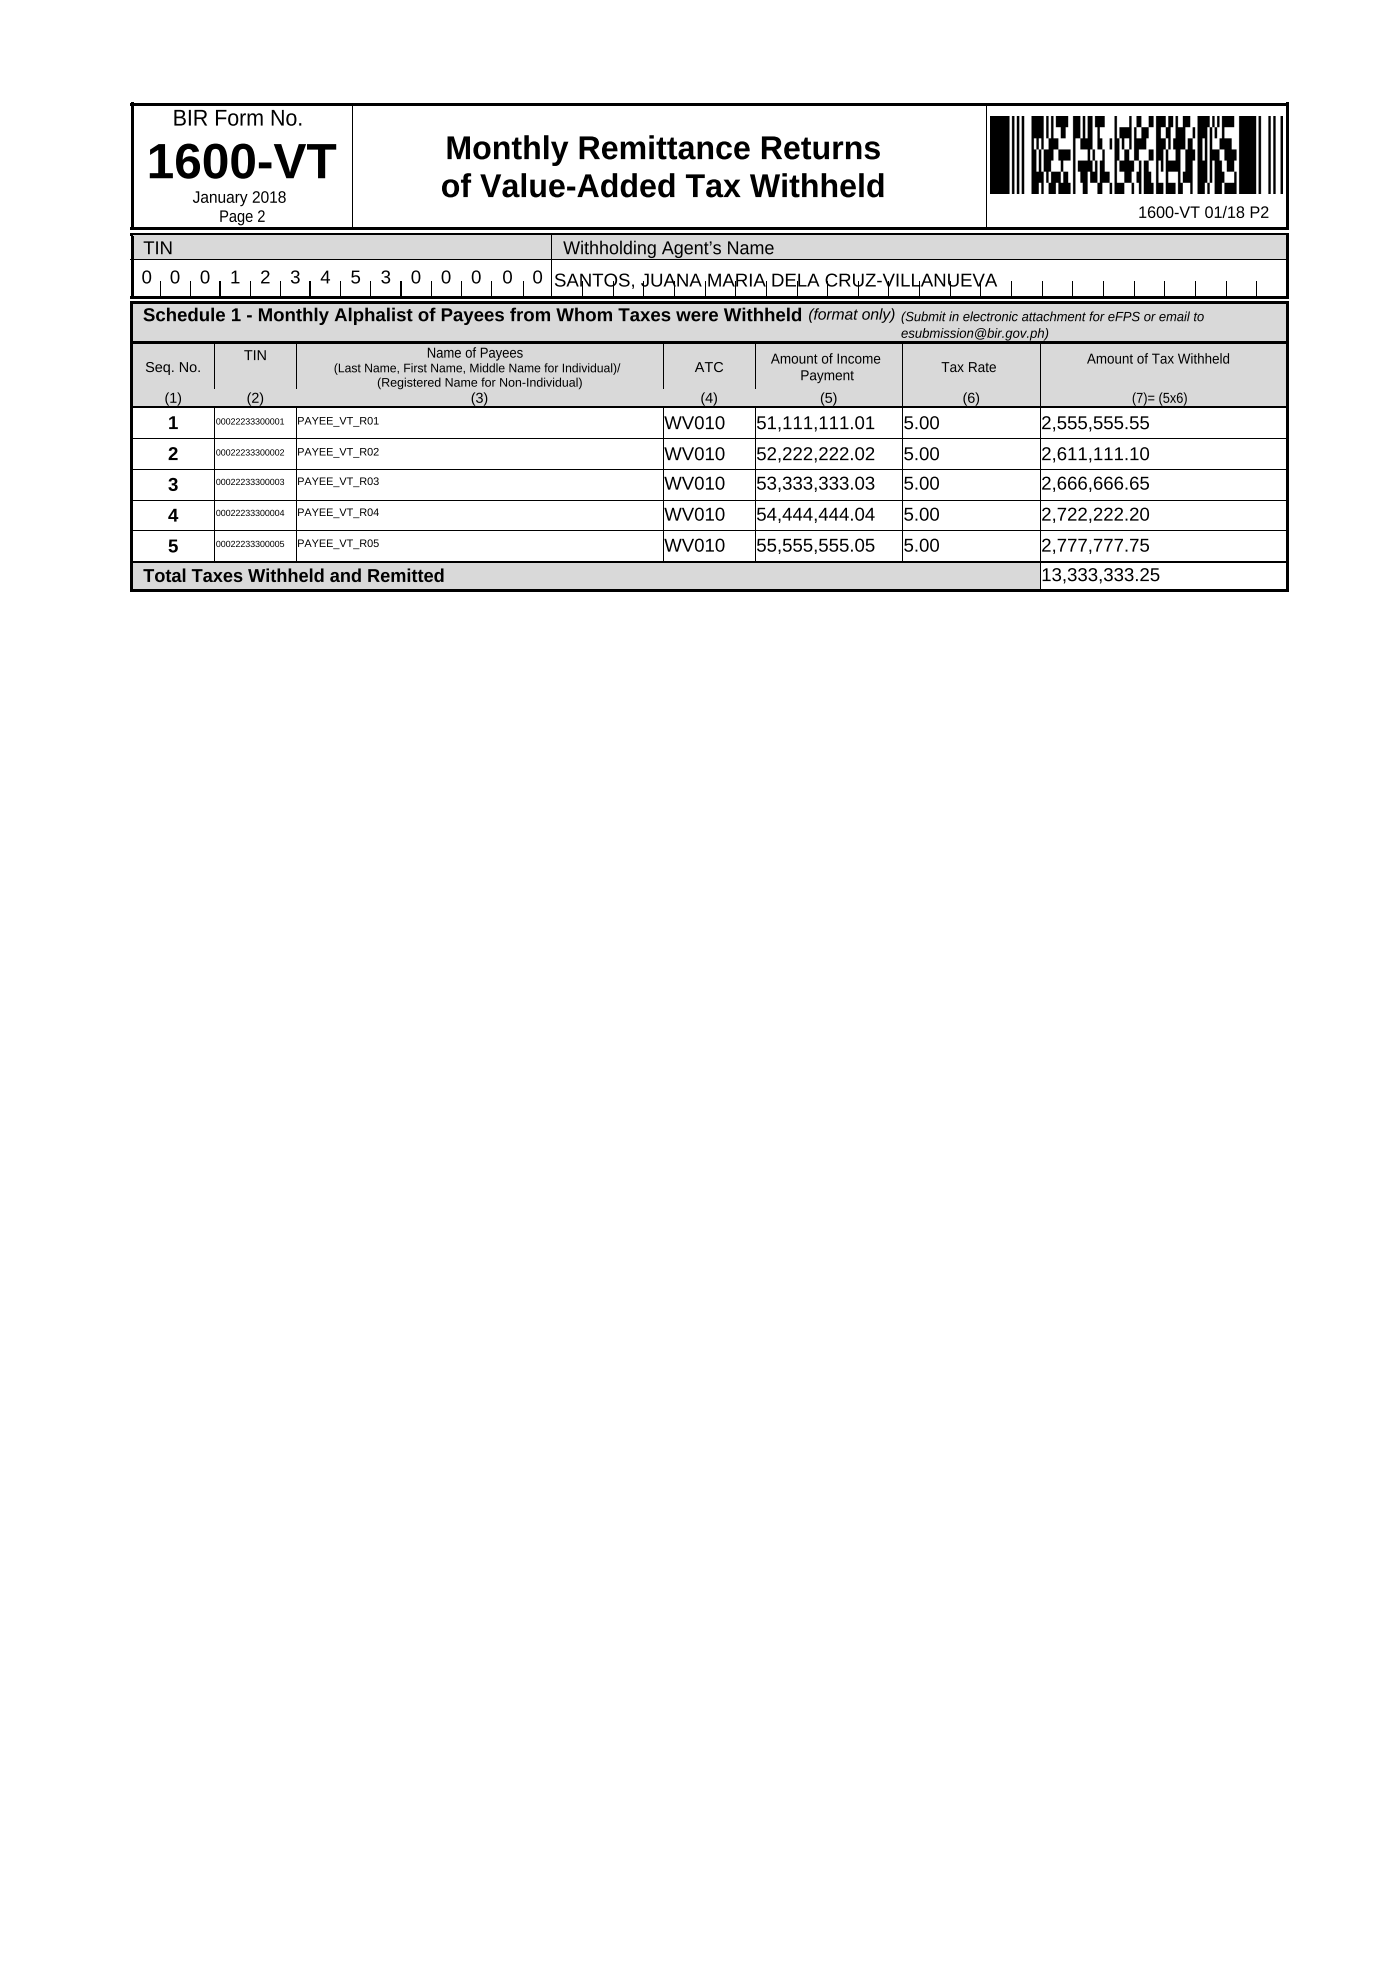 BIR Form No.
1600-VT
January 2018
Page 2
Monthly Remittance Returns
of Value-Added Tax Withheld
1600-VT 01/18 P2
TIN Withholding Agent's Name
0 0 0 1 2 3 4 5 3 0 0 0 0 0 SANTOS, JUANA MARIA DELA CRUZ-VILLANUEVA
Schedule 1 - Monthly Alphalist of Payees from Whom Taxes were Withheld (format only) (Submit in electronic attachment for eFPS or email to
esubmission@bir.gov.ph)
Seq. No.
(1)
TIN
(2)
Name of Payees
(Last Name, First Name, Middle Name for Individual)/
(Registered Name for Non-Individual)
(3)
ATC
(4)
Amount of Income
Payment
(5)
Tax Rate
(6)
Amount of Tax Withheld
(7)= (5x6)
1 00022233300001 PAYEE_VT_R01 WV010 51,111,111.01 5.00 2,555,555.55
2 00022233300002 PAYEE_VT_R02 WV010 52,222,222.02 5.00 2,611,111.10
3 00022233300003 PAYEE_VT_R03 WV010 53,333,333.03 5.00 2,666,666.65
4 00022233300004 PAYEE_VT_R04 WV010 54,444,444.04 5.00 2,722,222.20
5 00022233300005 PAYEE_VT_R05 WV010 55,555,555.05 5.00 2,777,777.75
Total Taxes Withheld and Remitted 13,333,333.25